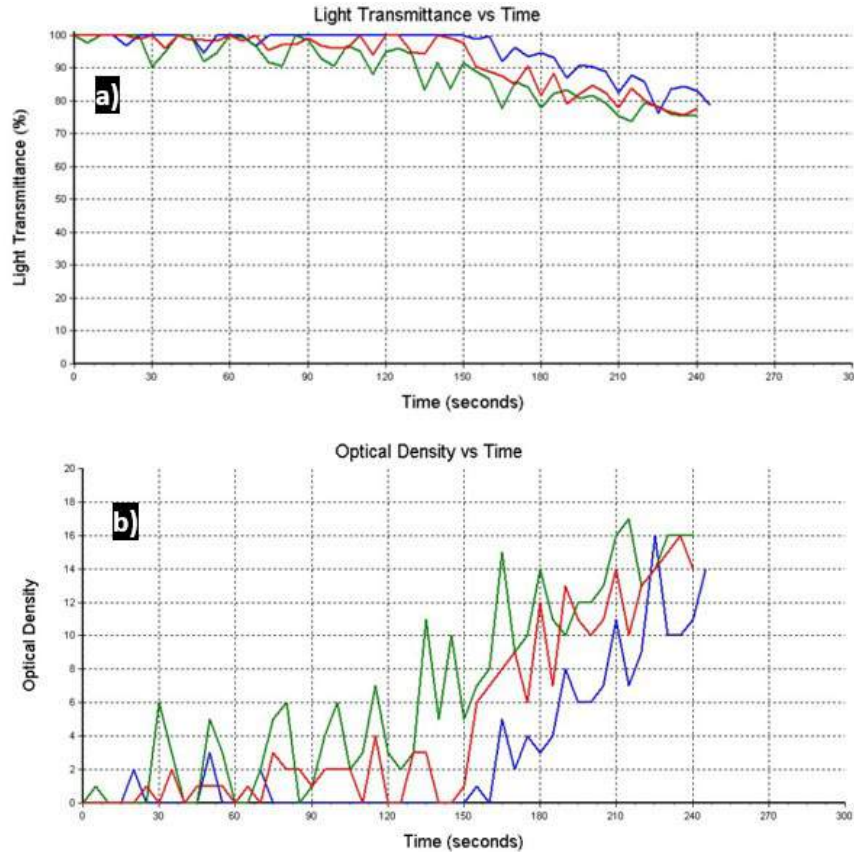 Light Transmittance vs Time
a)
Light Transmittance (%)
100
90
80
70
60
50
40
30
20
10
0
0 30 60 90 120 150 180 210 240 270 300
Time (seconds)
Optical Density vs Time
b)
Optical Density
20
18
16
14
12
10
8
6
4
2
0
0 30 60 90 120 150 180 210 240 270 300
Time (seconds)